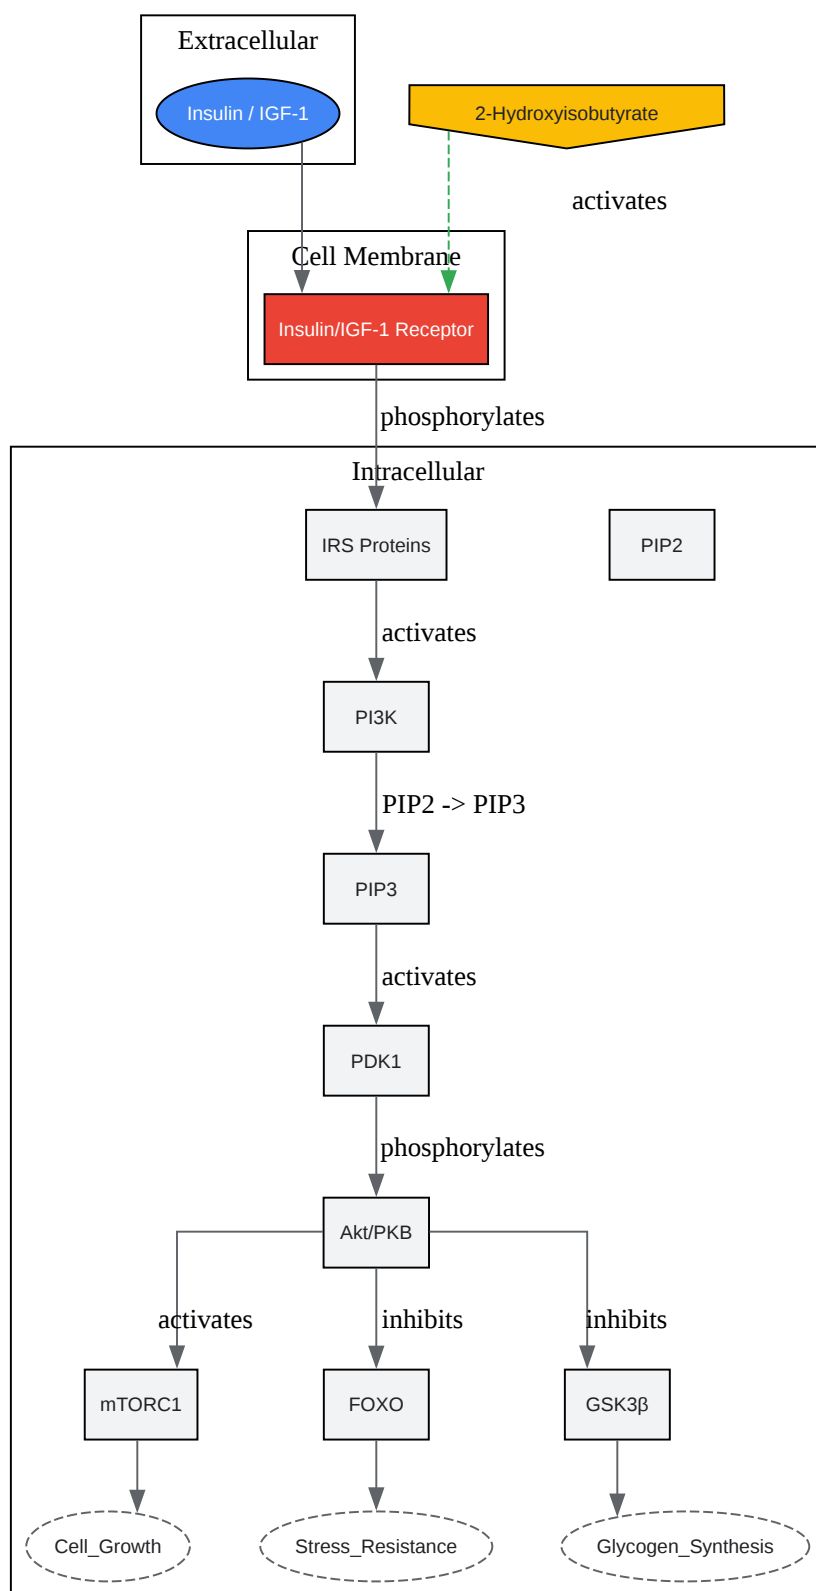 Extracellular
Insulin / IGF-1
2-Hydroxyisobutyrate
activates
Cell Membrane
Insulin/IGF-1 Receptor
phosphorylates
Intracellular
IRS Proteins
PIP2
activates
PI3K
PIP2 -> PIP3
PIP3
activates
PDK1
phosphorylates
Akt/PKB
activates
inhibits
inhibits
mTORC1
FOXO
GSK3β
Cell_Growth
Stress_Resistance
Glycogen_Synthesis